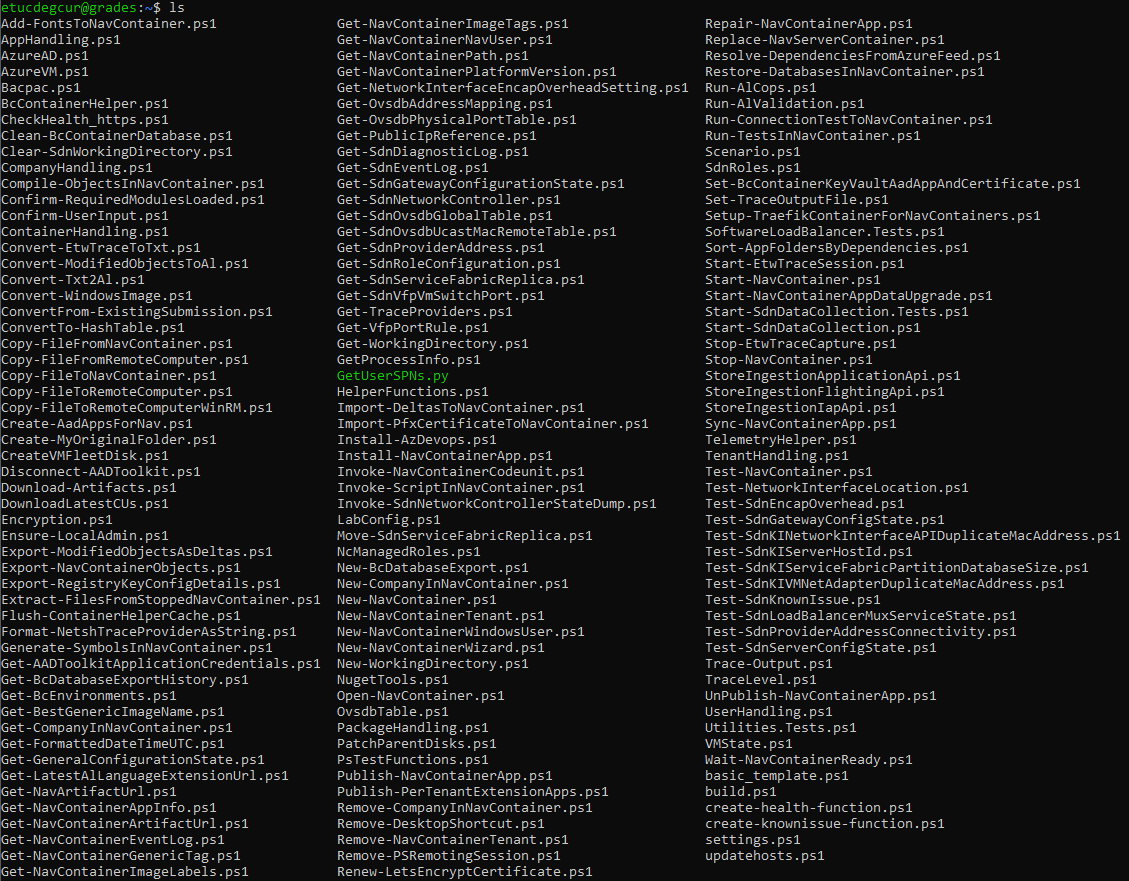 etucdegcur@grades:~$ ls
Add-FontsToNavContainer.ps1 Get-NavContainerImageTags.ps1 Repair-NavContainerApp.ps1
AppHandling.ps1 Get-NavContainerNavUser.ps1 Replace-NavServerContainer.ps1
AzureAD.ps1 Get-NavContainerPath.ps1 Resolve-DependenciesFromAzureFeed.ps1
AzureVM.ps1 Get-NavContainerPlatformVersion.ps1 Restore-DatabasesInNavContainer.ps1
Bacpac.ps1 Get-NetworkInterfaceEncapOverheadSetting.ps1 Run-AlCops.ps1
BcContainerHelper.ps1 Get-OvsdbAddressMapping.ps1 Run-AlValidation.ps1
CheckHealth_https.ps1 Get-OvsdbPhysicalPortTable.ps1 Run-ConnectionTestToNavContainer.ps1
Clean-BcContainerDatabase.ps1 Get-PublicIpReference.ps1 Run-TestsInNavContainer.ps1
Clear-SdnWorkingDirectory.ps1 Get-SdnDiagnosticLog.ps1 Scenario.ps1
CompanyHandling.ps1 Get-SdnEventLog.ps1 SdnRoles.ps1
Compile-ObjectsInNavContainer.ps1 Get-SdnGatewayConfigurationState.ps1 Set-BcContainerKeyVaultAadAppAndCertificate.ps1
Confirm-RequiredModulesLoaded.ps1 Get-SdnNetworkController.ps1 Set-TraceOutputFile.ps1
Confirm-UserInput.ps1 Get-SdnOvsdbGlobalTable.ps1 Setup-TraefikContainerForNavContainers.ps1
ContainerHandling.ps1 Get-SdnOvsdbUcastMacRemoteTable.ps1 SoftwareLoadBalancer.Tests.ps1
Convert-EtwTraceToTxt.ps1 Get-SdnProviderAddress.ps1 Sort-AppFoldersByDependencies.ps1
Convert-ModifiedObjectsToAl.ps1 Get-SdnRoleConfiguration.ps1 Start-EtwTraceSession.ps1
Convert-Txt2Al.ps1 Get-SdnServiceFabricReplica.ps1 Start-NavContainer.ps1
Convert-WindowsImage.ps1 Get-SdnVfpVmSwitchPort.ps1 Start-NavContainerAppDataUpgrade.ps1
ConvertFrom-ExistingSubmission.ps1 Get-TraceProviders.ps1 Start-SdnDataCollection.Tests.ps1
ConvertTo-HashTable.ps1 Get-VfpPortRule.ps1 Start-SdnDataCollection.ps1
Copy-FileFromNavContainer.ps1 Get-WorkingDirectory.ps1 Stop-EtwTraceCapture.ps1
Copy-FileFromRemoteComputer.ps1 GetProcessInfo.ps1 Stop-NavContainer.ps1
Copy-FileToNavContainer.ps1 GetUserSPNs.py StoreIngestionApplicationApi.ps1
Copy-FileToRemoteComputer.ps1 HelperFunctions.ps1 StoreIngestionFlightingApi.ps1
Copy-FileToRemoteComputerWinRM.ps1 Import-DeltasToNavContainer.ps1 StoreIngestionIapApi.ps1
Create-AadAppsForNav.ps1 Import-PfxCertificateToNavContainer.ps1 Sync-NavContainerApp.ps1
Create-MyOriginalFolder.ps1 Install-AzDevops.ps1 TelemetryHelper.ps1
CreateVMFleetDisk.ps1 Install-NavContainerApp.ps1 TenantHandling.ps1
Disconnect-AADToolkit.ps1 Invoke-NavContainerCodeunit.ps1 Test-NavContainer.ps1
Download-Artifacts.ps1 Invoke-ScriptInNavContainer.ps1 Test-NetworkInterfaceLocation.ps1
DownloadLatestCUs.ps1 Invoke-SdnNetworkControllerStateDump.ps1 Test-SdnEncapOverhead.ps1
Encryption.ps1 LabConfig.ps1 Test-SdnGatewayConfigState.ps1
Ensure-LocalAdmin.ps1 Move-SdnServiceFabricReplica.ps1 Test-SdnKINetworkInterfaceAPIDuplicateMacAddress.ps1
Export-ModifiedObjectsAsDeltas.ps1 NcManagedRoles.ps1 Test-SdnKIServerHostId.ps1
Export-NavContainerObjects.ps1 New-BcDatabaseExport.ps1 Test-SdnKIServiceFabricPartitionDatabaseSize.ps1
Export-RegistryKeyConfigDetails.ps1 New-CompanyInNavContainer.ps1 Test-SdnKIVMNetAdapterDuplicateMacAddress.ps1
Extract-FilesFromStoppedNavContainer.ps1 New-NavContainer.ps1 Test-SdnKnownIssue.ps1
Flush-ContainerHelperCache.ps1 New-NavContainerTenant.ps1 Test-SdnLoadBalancerMuxServiceState.ps1
Format-NetshTraceProviderAsString.ps1 New-NavContainerWindowsUser.ps1 Test-SdnProviderAddressConnectivity.ps1
Generate-SymbolsInNavContainer.ps1 New-NavContainerWizard.ps1 Test-SdnServerConfigState.ps1
Get-AADToolkitApplicationCredentials.ps1 New-WorkingDirectory.ps1 Trace-Output.ps1
Get-BcDatabaseExportHistory.ps1 NugetTools.ps1 TraceLevel.ps1
Get-BcEnvironments.ps1 Open-NavContainer.ps1 UnPublish-NavContainerApp.ps1
Get-BestGenericImageName.ps1 OvsdbTable.ps1 UserHandling.ps1
Get-CompanyInNavContainer.ps1 PackageHandling.ps1 Utilities.Tests.ps1
Get-FormattedDateTimeUTC.ps1 PatchParentDisks.ps1 VMState.ps1
Get-GeneralConfigurationState.ps1 PsTestFunctions.ps1 Wait-NavContainerReady.ps1
Get-LatestAlLanguageExtensionUrl.ps1 Publish-NavContainerApp.ps1 basic_template.ps1
Get-NavArtifactUrl.ps1 Publish-PerTenantExtensionApps.ps1 build.ps1
Get-NavContainerAppInfo.ps1 Remove-CompanyInNavContainer.ps1 create-health-function.ps1
Get-NavContainerArtifactUrl.ps1 Remove-DesktopShortcut.ps1 create-knownissue-function.ps1
Get-NavContainerEventLog.ps1 Remove-NavContainerTenant.ps1 settings.ps1
Get-NavContainerGenericTag.ps1 Remove-PSRemotingSession.ps1 updatehosts.ps1
Get-NavContainerImageLabels.ps1 Renew-LetsEncryptCertificate.ps1